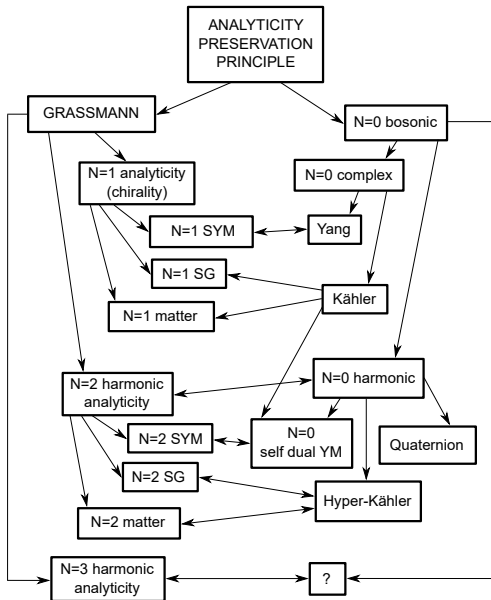 ANALYTICITY
PRESERVATION
PRINCIPLE
GRASSMANN
N=0 bosonic
N=1 analyticity
(chirality)
N=0 complex
N=1 SYM
Yang
N=1 SG
Kähler
N=1 matter
N=2 harmonic
analyticity
N=0 harmonic
N=2 SYM
N=0
self dual YM
Quaternion
N=2 SG
Hyper-Kähler
N=2 matter
N=3 harmonic
analyticity
?